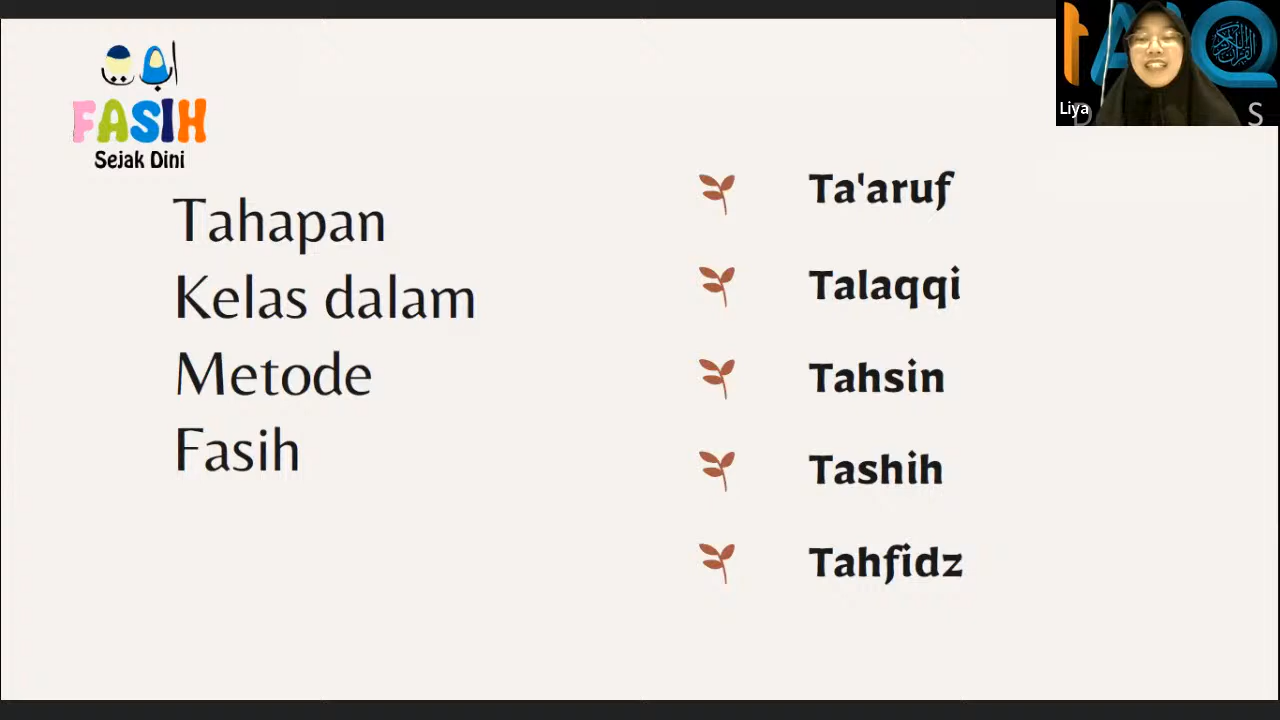 FASIH
Sejak Dini
Tahapan
Kelas dalam
Metode
Fasih
Ta'aruf
Talaqqi
Tahsin
Tashih
Tahfidz
Liya